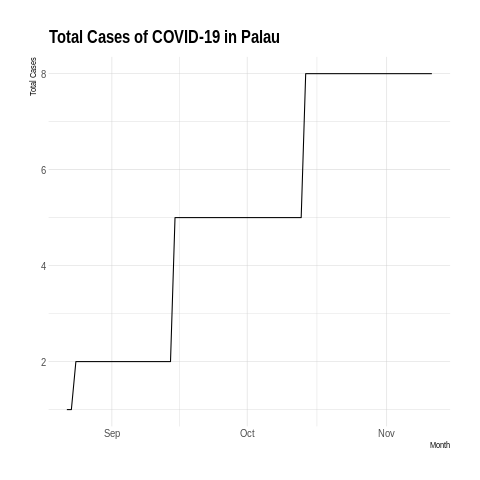 Total Cases of COVID-19 in Palau
Total Cases
8
6
4
2
Sep Oct Nov
Month